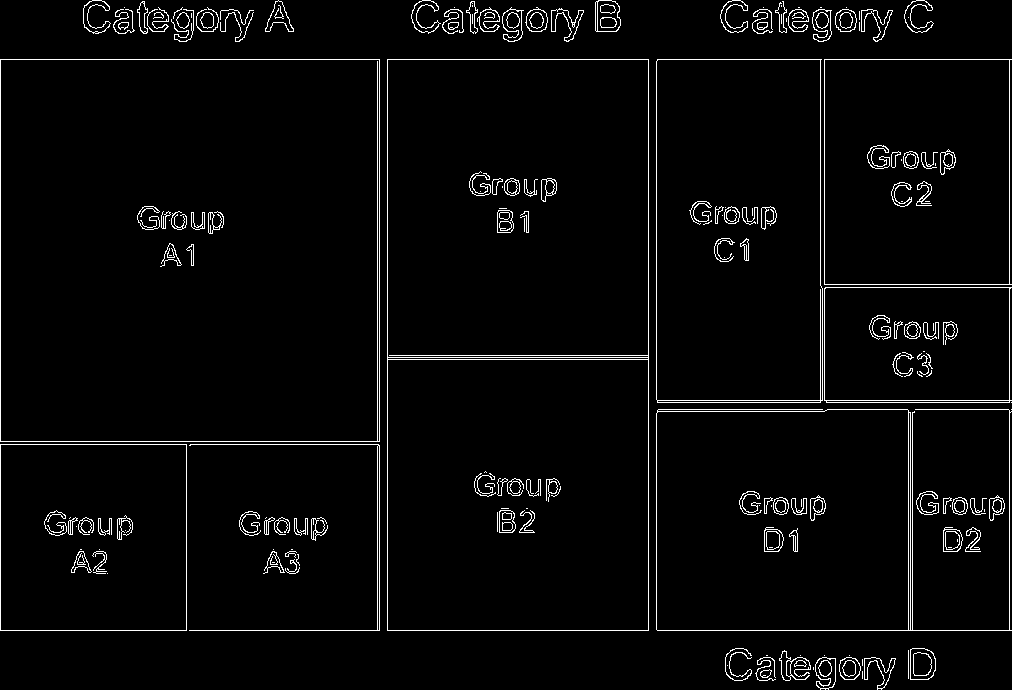 Category A
Category B
Category C
Group
A1
Group
B1
Group
C1
Group
C2
Group
C3
Group
A2
Group
A3
Group
B2
Group
D1
Group
D2
Category D